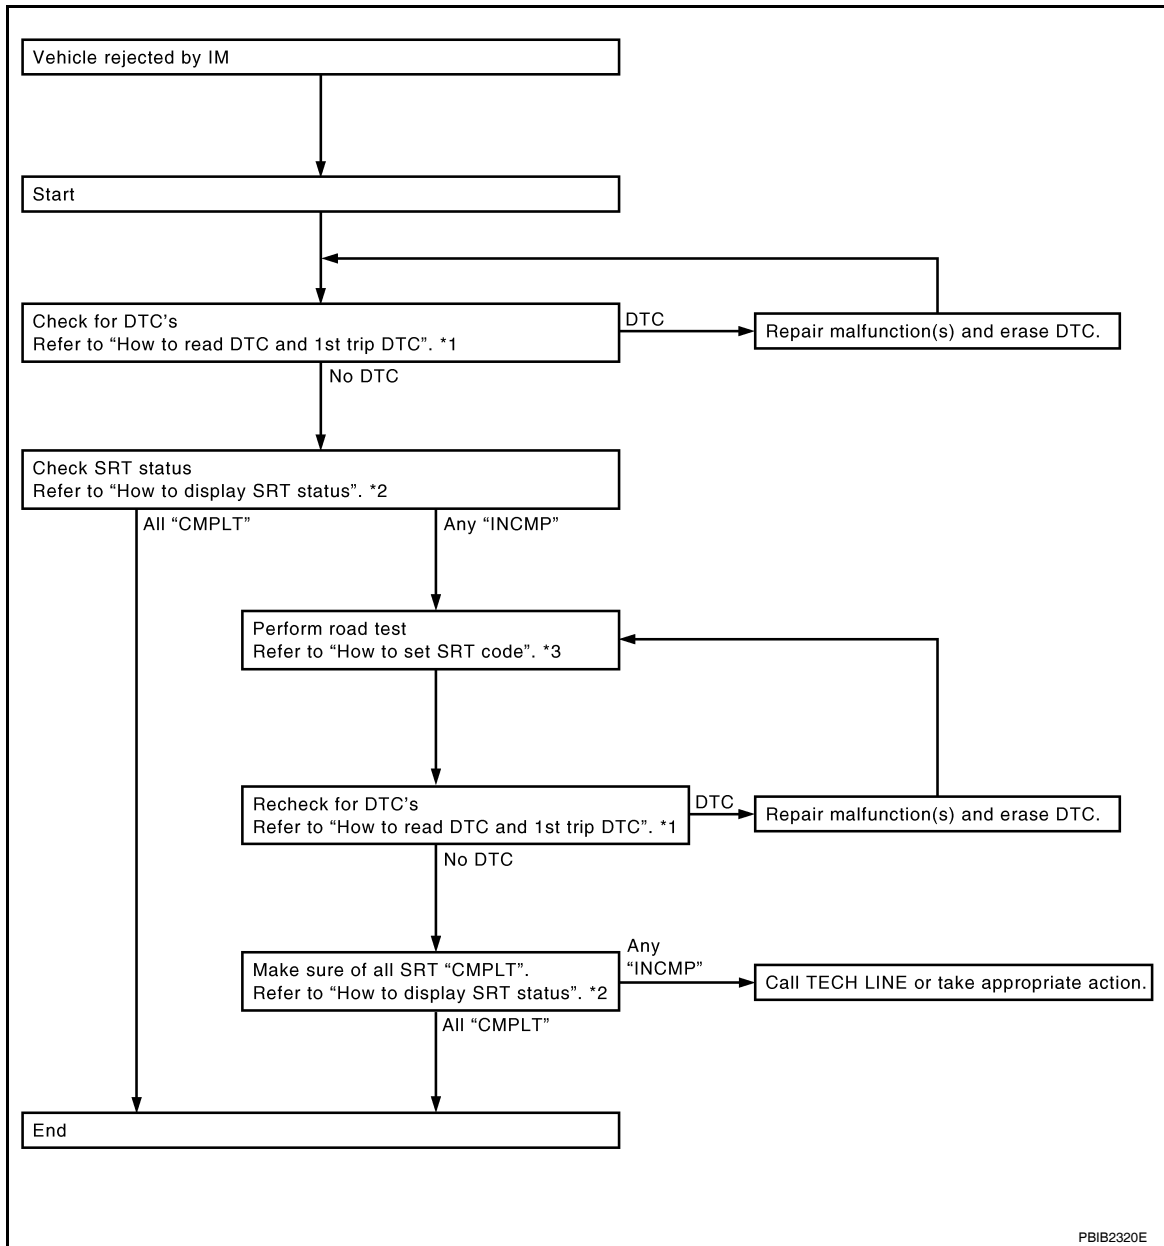 Vehicle rejected by IM
Start
Check for DTC's
Refer to “How to read DTC and 1st trip DTC”. *1
DTC
Repair malfunction(s) and erase DTC.
No DTC
Check SRT status
Refer to “How to display SRT status”. *2
All “CMPLT”
Any “INCMP”
Perform road test
Refer to “How to set SRT code”. *3
Recheck for DTC's
Refer to “How to read DTC and 1st trip DTC”. *1
DTC
Repair malfunction(s) and erase DTC.
No DTC
Make sure of all SRT “CMPLT”.
Refer to “How to display SRT status”. *2
Any
“INCMP”
Call TECH LINE or take appropriate action.
All “CMPLT”
End
PBIB2320E